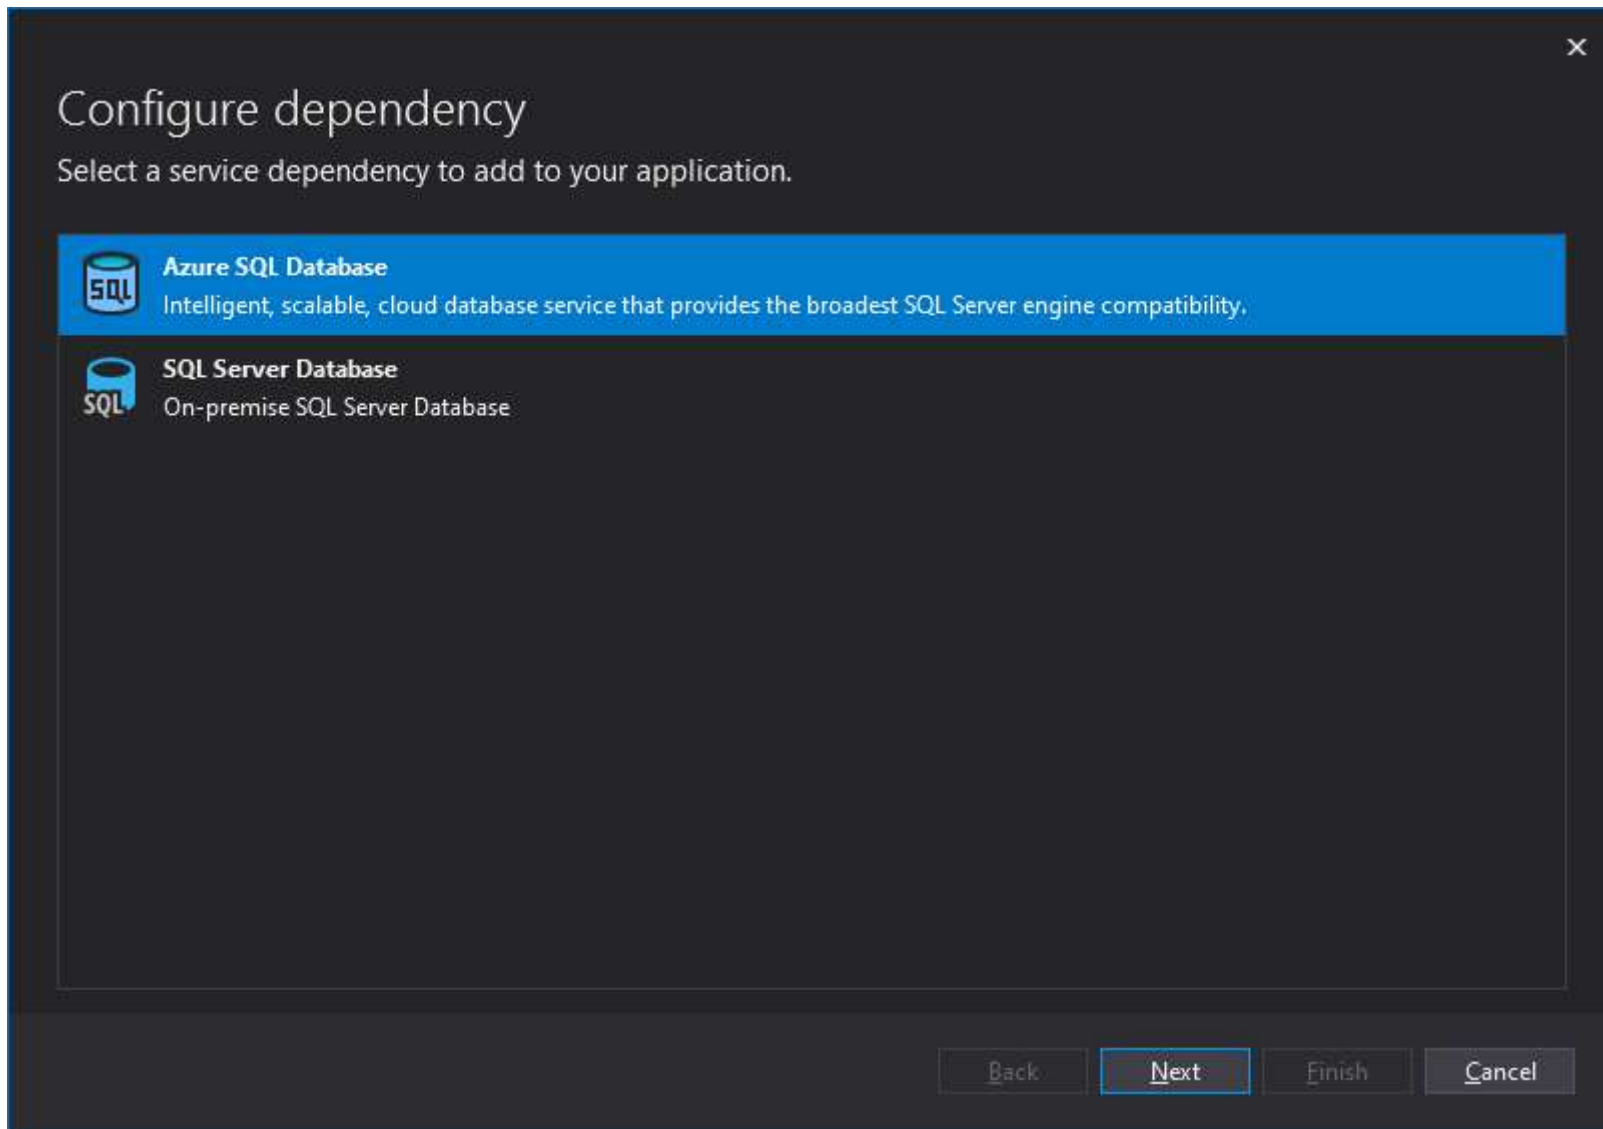 Configure dependency
Select a service dependency to add to your application.
SQL
Azure SQL Database
Intelligent, scalable, cloud database service that provides the broadest SQL Server engine compatibility.
SQL
SQL Server Database
On-premise SQL Server Database
Back
Next
Finish
Cancel